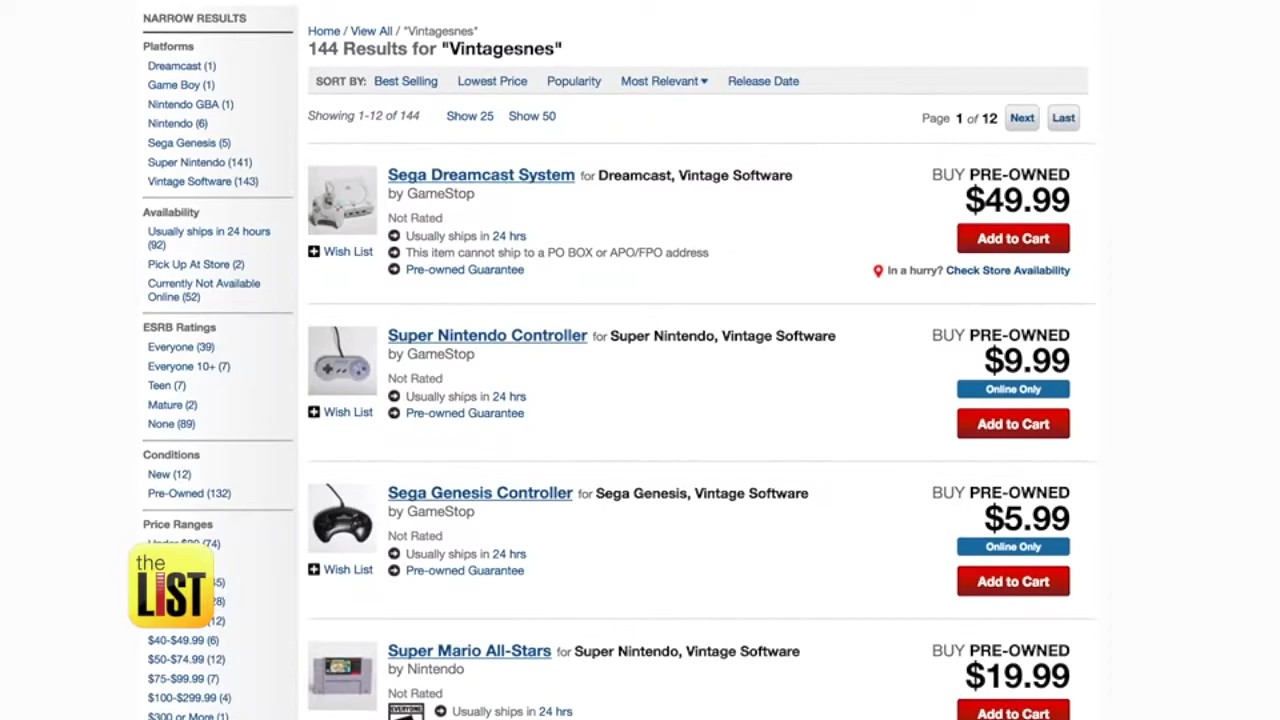 NARROW RESULTS
Platforms
Dreamcast (1)
Game Boy (1)
Nintendo GBA (1)
Nintendo (6)
Sega Genesis (5)
Super Nintendo (141)
Vintage Software (143)
Availability
Usually ships in 24 hours
(92)
Pick Up At Store (2)
Currently Not Available
Online (52)
ESRB Ratings
Everyone (39)
Everyone 10+ (7)
Teen (7)
Mature (2)
None (89)
Conditions
New (12)
Pre-Owned (132)
Price Ranges
(74)
(12)
$40-$49.99 (6)
$50-$74.99 (12)
$75-$99.99 (7)
$100-$299.99 (4)
$300 or More (1)
the
LIST
Home / View All / "Vintagesnes"
144 Results for "Vintagesnes"
SORT BY: Best Selling Lowest Price Popularity Most Relevant Release Date
Showing 1-12 of 144 Show 25 Show 50 Page 1 of 12 Next Last
Sega Dreamcast System for Dreamcast, Vintage Software
by GameStop
Not Rated
Usually ships in 24 hrs
This item cannot ship to a PO BOX or APO/FPO address
Pre-owned Guarantee
Wish List
BUY PRE-OWNED
$49.99
Add to Cart
In a hurry? Check Store Availability
Super Nintendo Controller for Super Nintendo, Vintage Software
by GameStop
Not Rated
Usually ships in 24 hrs
Pre-owned Guarantee
Wish List
BUY PRE-OWNED
$9.99
Online Only
Add to Cart
Sega Genesis Controller for Sega Genesis, Vintage Software
by GameStop
Not Rated
Usually ships in 24 hrs
Pre-owned Guarantee
Wish List
BUY PRE-OWNED
$5.99
Online Only
Add to Cart
Super Mario All-Stars for Super Nintendo, Vintage Software
by Nintendo
Not Rated
EVERYONE
Usually ships in 24 hrs
BUY PRE-OWNED
$19.99
Add to Cart